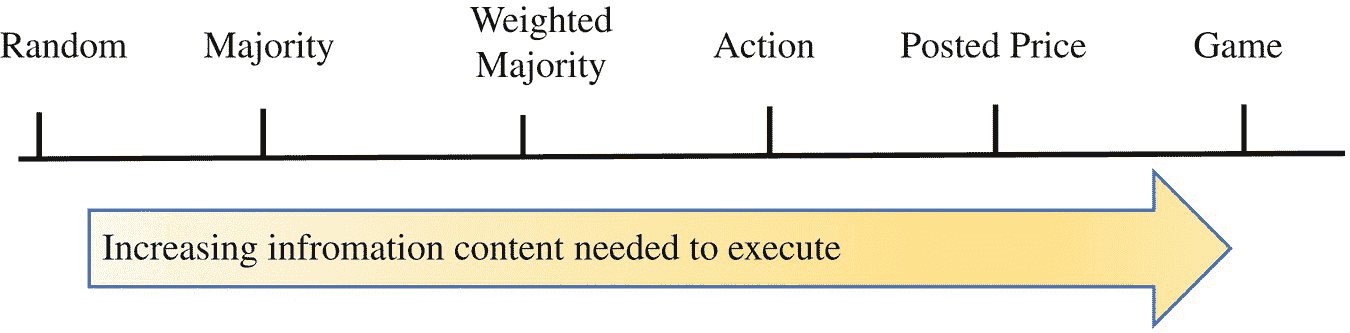 Random
Majority
Weighted
Majority
Action
Posted Price
Game
Increasing infromation content needed to execute